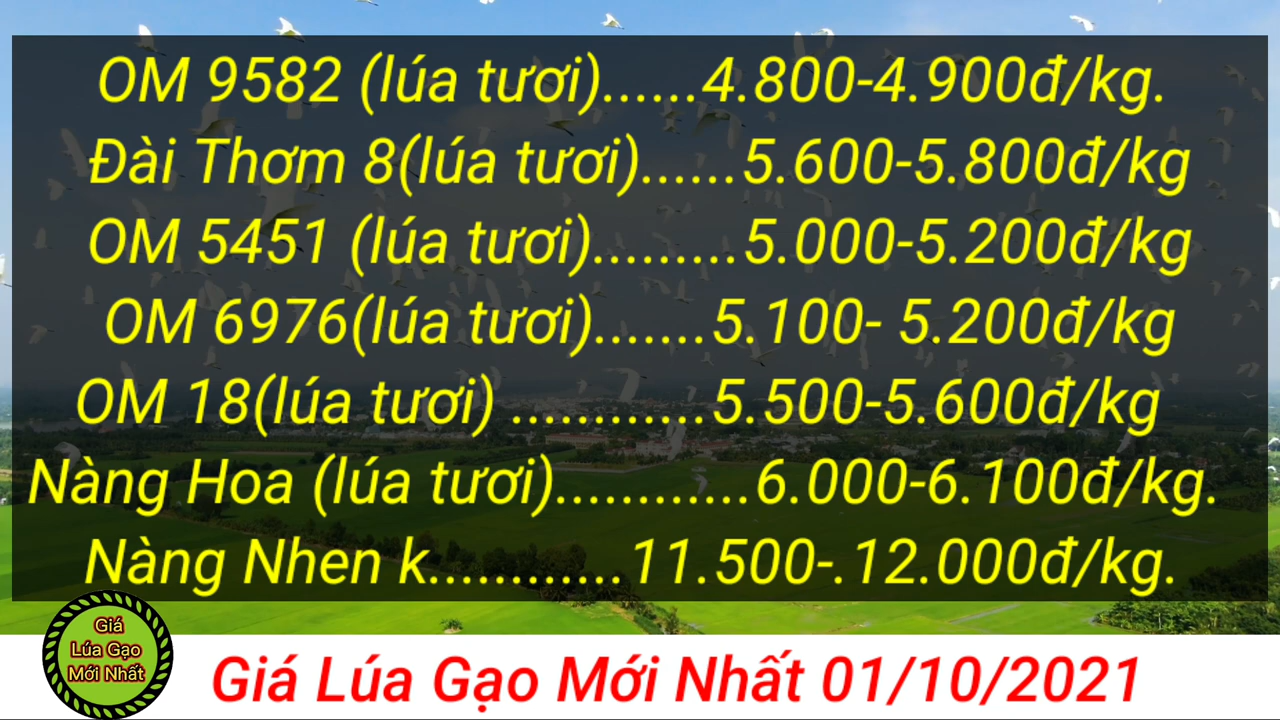 OM 9582 (lúa tươi)......4.800-4.900đ/kg.
Đài Thơm 8(lúa tươi)......5.600-5.800đ/kg
OM 5451 (lúa tươi).........5.000-5.200đ/kg
OM 6976(lúa tươi).......5.100- 5.200đ/kg
OM 18(lúa tươi) ............5.500-5.600đ/kg
Nàng Hoa (lúa tươi)............6.000-6.100đ/kg.
Nàng Nhen k............11.500-.12.000đ/kg.
Giá
Lúa Gạo
Mới Nhất
Giá Lúa Gạo Mới Nhất 01/10/2021